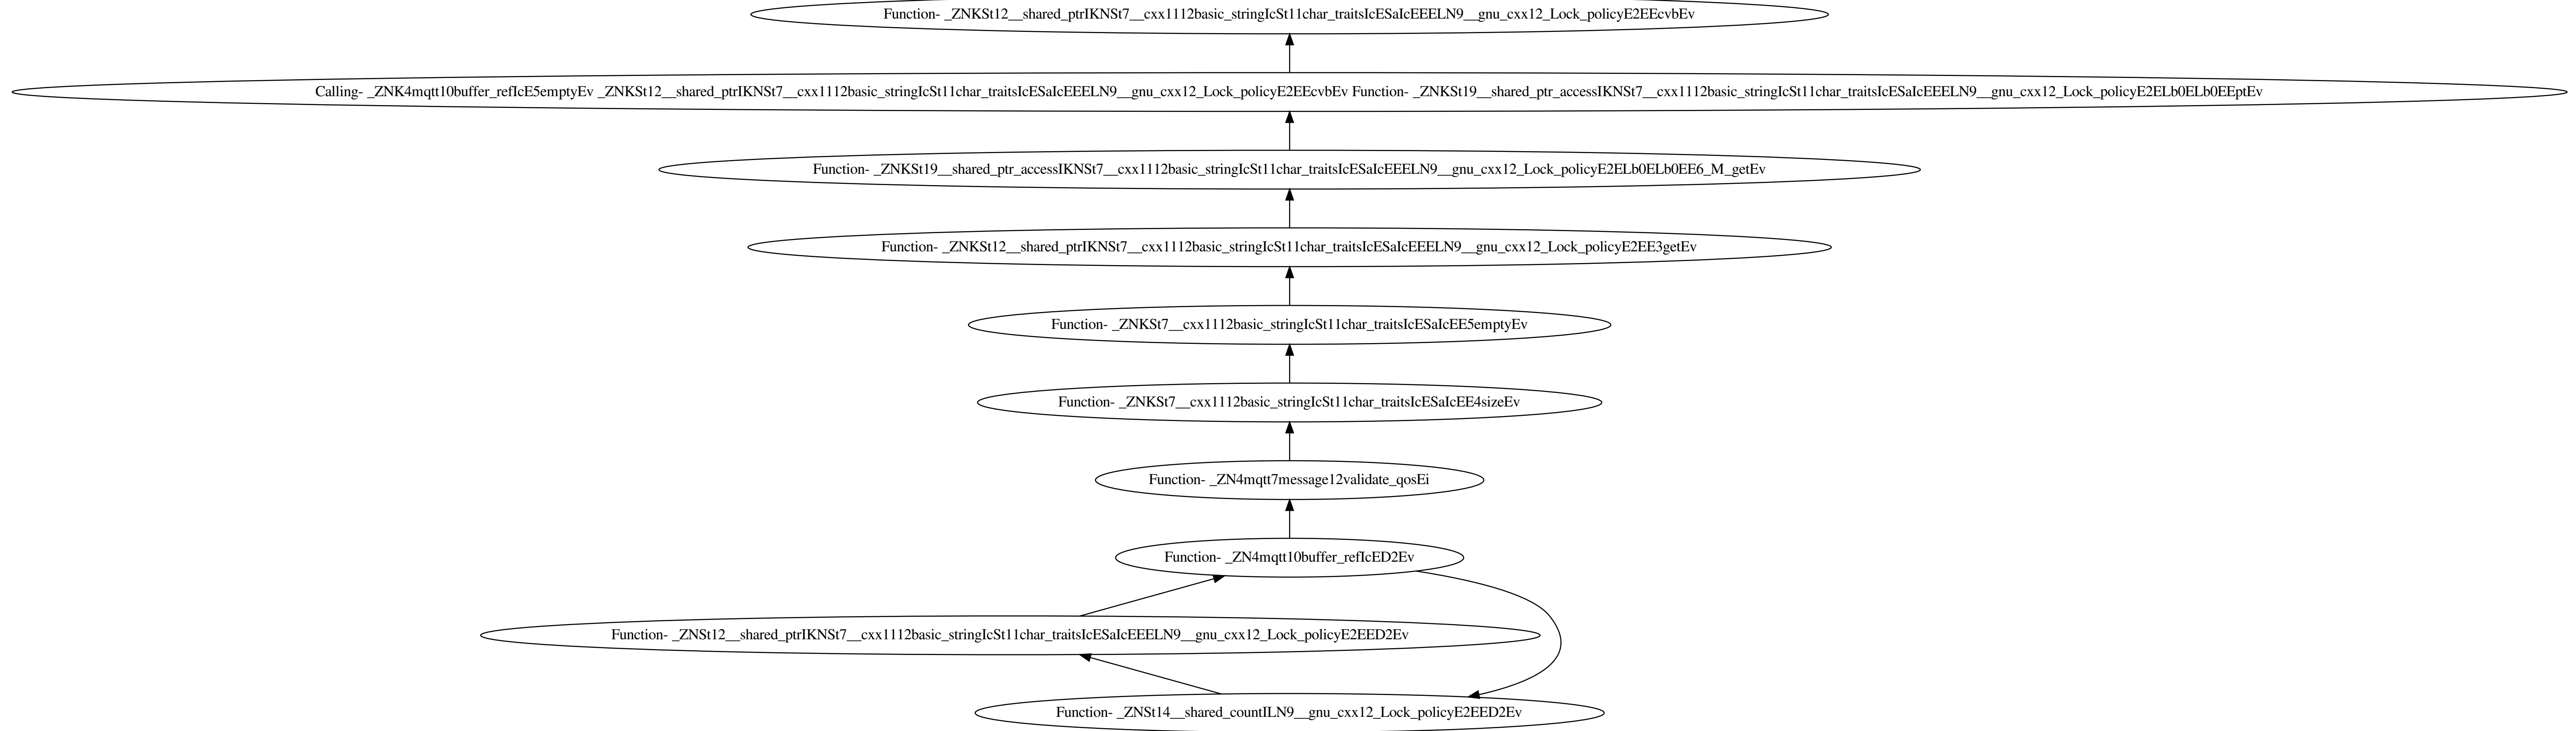 Function- _ZNKSt12__shared_ptrIKNSt7__cxx1112basic_stringIcSt11char_traitsIcESaIcEEELN9__gnu_cxx12_Lock_policyE2EEcvbEv
Calling- _ZNK4mqtt10buffer_refIcE5emptyEv _ZNKSt12__shared_ptrIKNSt7__cxx1112basic_stringIcSt11char_traitsIcESaIcEEELN9__gnu_cxx12_Lock_policyE2EEcvbEv Function- _ZNKSt19__shared_ptr_accessIKNSt7__cxx1112basic_stringIcSt11char_traitsIcESaIcEEELN9__gnu_cxx12_Lock_policyE2ELb0ELb0EEptEv
Function- _ZNKSt19__shared_ptr_accessIKNSt7__cxx1112basic_stringIcSt11char_traitsIcESaIcEEELN9__gnu_cxx12_Lock_policyE2ELb0ELb0EE6_M_getEv
Function- _ZNKSt12__shared_ptrIKNSt7__cxx1112basic_stringIcSt11char_traitsIcESaIcEEELN9__gnu_cxx12_Lock_policyE2EE3getEv
Function- _ZNKSt7__cxx1112basic_stringIcSt11char_traitsIcESaIcEE5emptyEv
Function- _ZNKSt7__cxx1112basic_stringIcSt11char_traitsIcESaIcEE4sizeEv
Function- _ZN4mqtt7message12validate_qosEi
Function- _ZN4mqtt10buffer_refIcED2Ev
Function- _ZNSt12__shared_ptrIKNSt7__cxx1112basic_stringIcSt11char_traitsIcESaIcEEELN9__gnu_cxx12_Lock_policyE2EED2Ev
Function- _ZNSt14__shared_countILN9__gnu_cxx12_Lock_policyE2EED2Ev